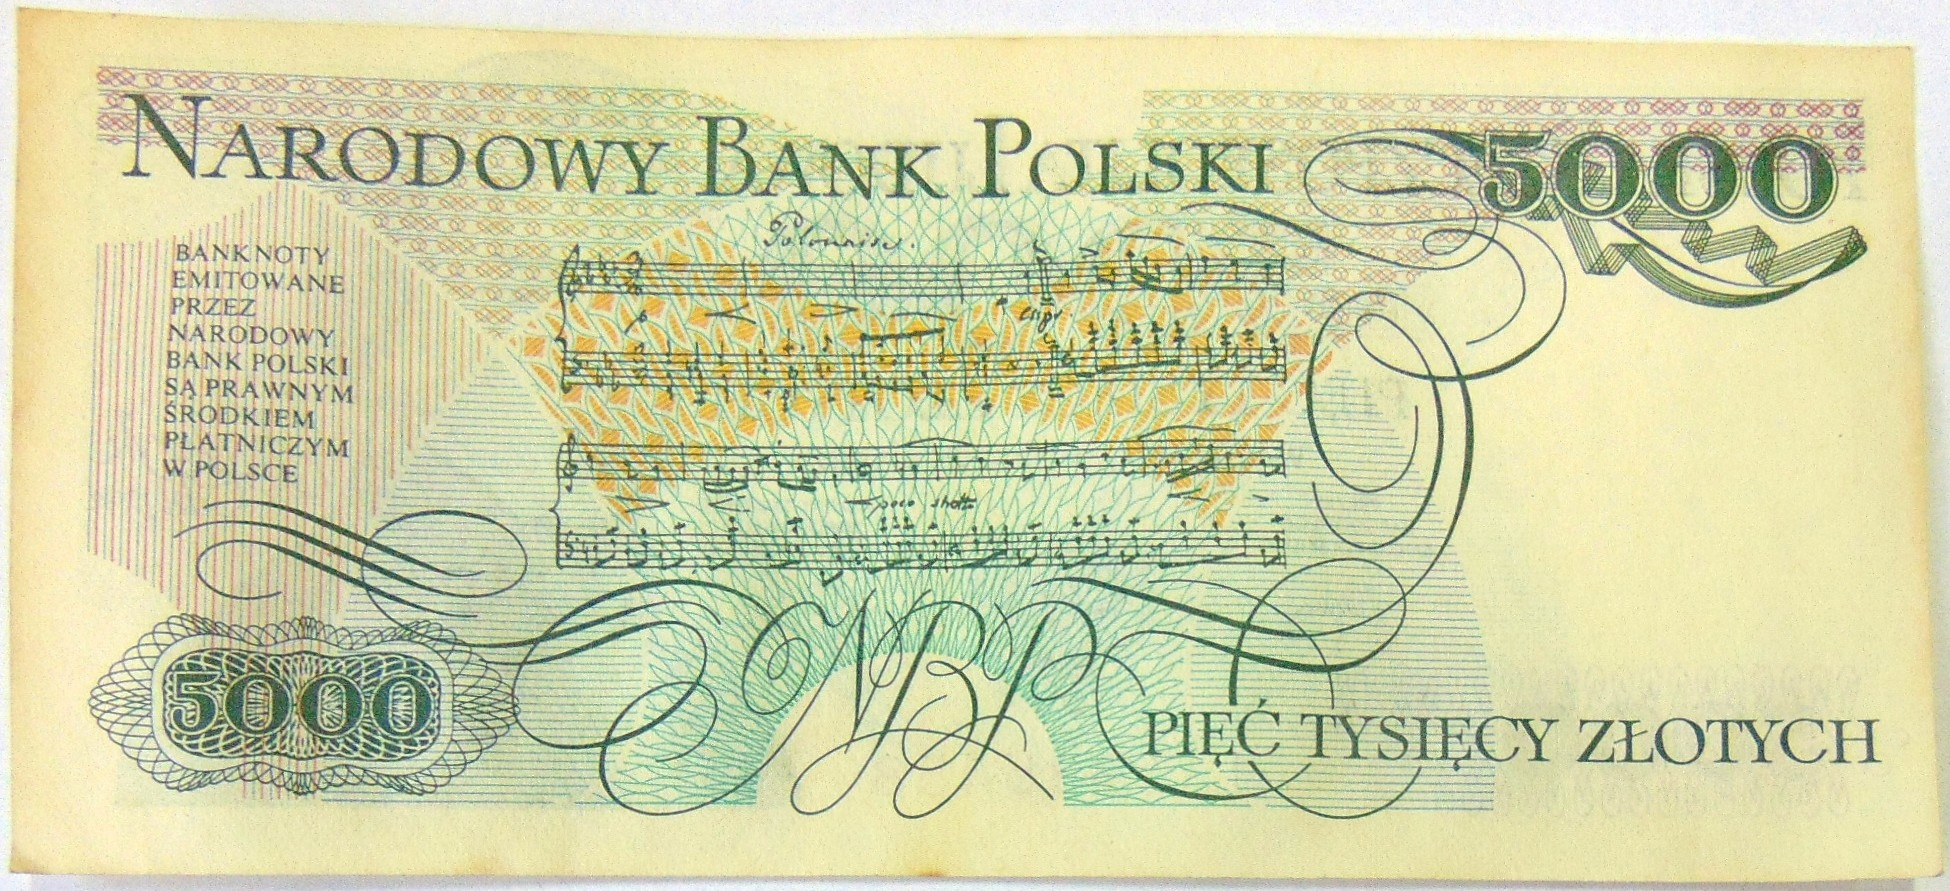 NARODOWY BANK POLSKI
5000
Polonaise.
BANKNOTY
EMITOWANE
PRZEZ
NARODOWY
BANK POLSKI
SĄ PRAWNYM
ŚRODKIEM
PŁATNICZYM
W POLSCE
p
poco
5000
NBP
PIĘĆ TYSIĘCY ZŁOTYCH